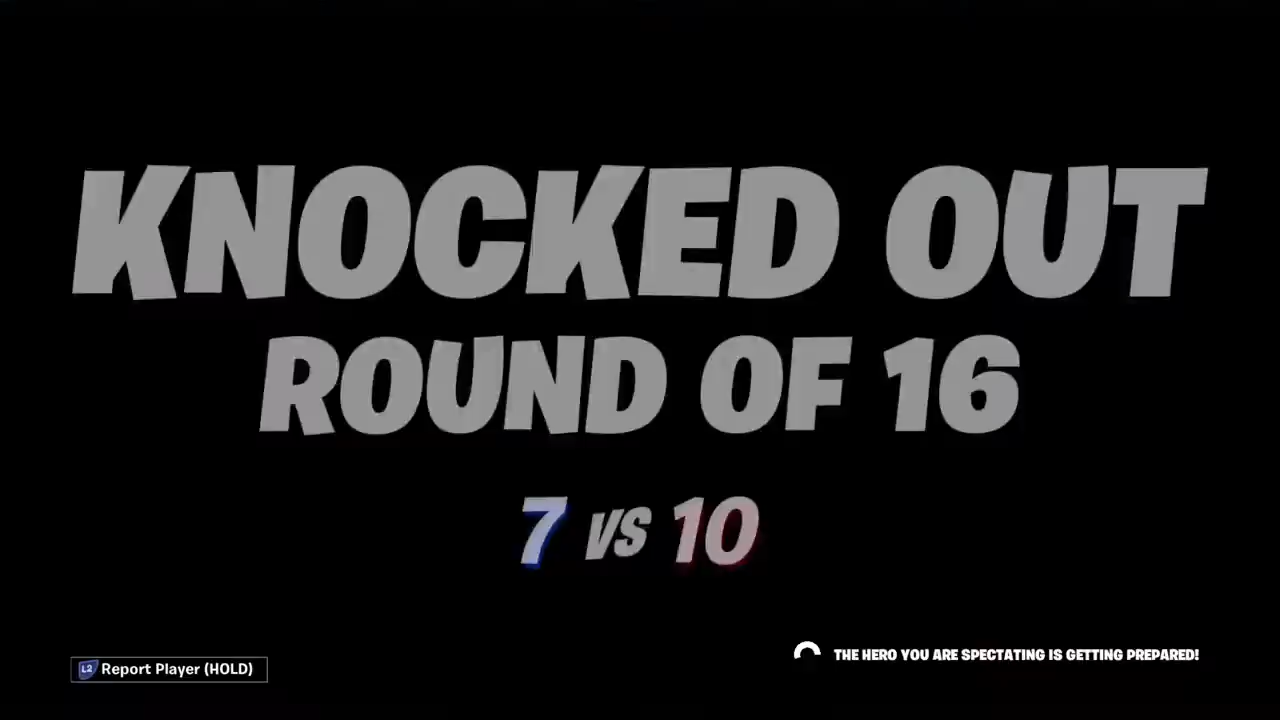 KNOCKED OUT
ROUND OF 16
7 VS 10
L2 Report Player (HOLD)
THE HERO YOU ARE SPECTATING IS GETTING PREPARED!